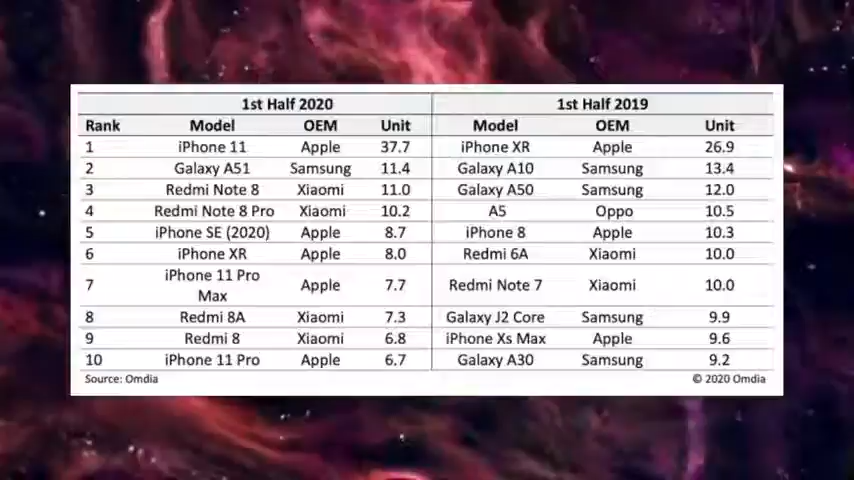 1st Half 2020 1st Half 2019
Rank Model OEM Unit Model OEM Unit
1 iPhone 11 Apple 37.7 iPhone XR Apple 26.9
2 Galaxy A51 Samsung 11.4 Galaxy A10 Samsung 13.4
3 Redmi Note 8 Xiaomi 11.0 Galaxy A50 Samsung 12.0
4 Redmi Note 8 Pro Xiaomi 10.2 A5 Oppo 10.5
5 iPhone SE (2020) Apple 8.7 iPhone 8 Apple 10.3
6 iPhone XR Apple 8.0 Redmi 6A Xiaomi 10.0
7 iPhone 11 Pro Max Apple 7.7 Redmi Note 7 Xiaomi 10.0
8 Redmi 8A Xiaomi 7.3 Galaxy J2 Core Samsung 9.9
9 Redmi 8 Xiaomi 6.8 iPhone Xs Max Apple 9.6
10 iPhone 11 Pro Apple 6.7 Galaxy A30 Samsung 9.2
Source: Omdia © 2020 Omdia